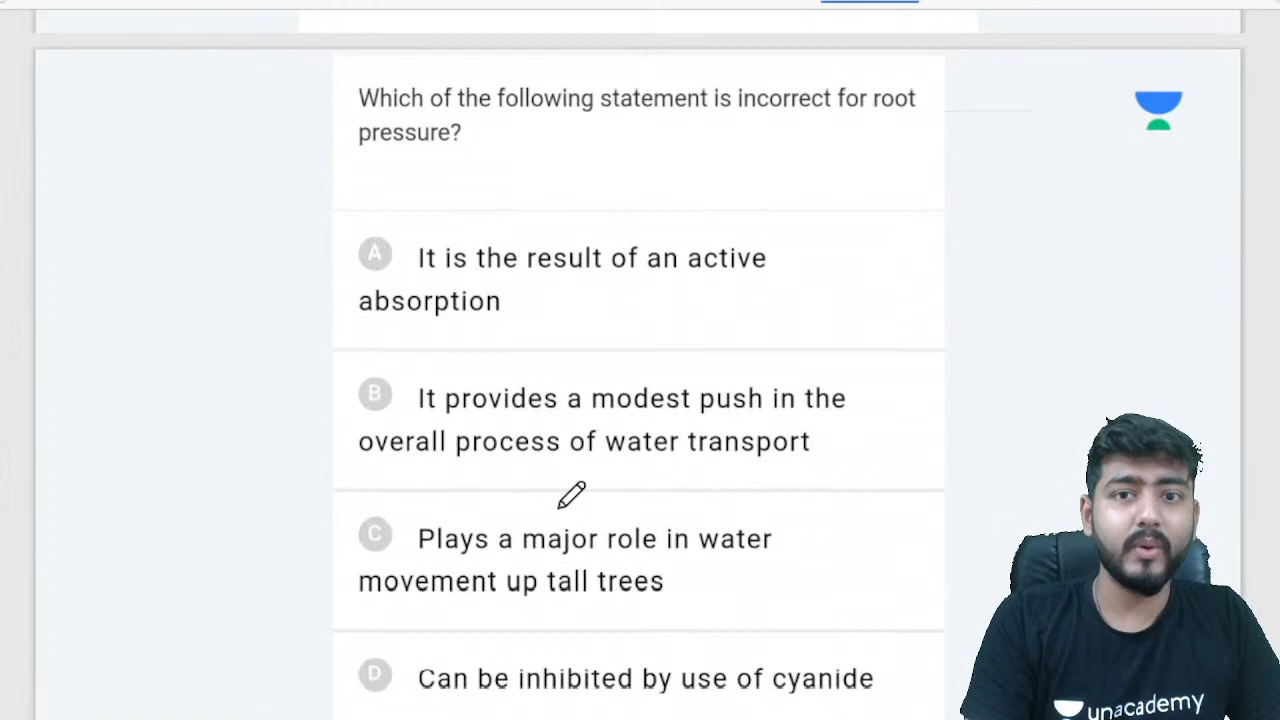 Which of the following statement is incorrect for root
pressure?
A It is the result of an active
absorption
B It provides a modest push in the
overall process of water transport
C Plays a major role in water
movement up tall trees
D Can be inhibited by use of cyanide
unacademy